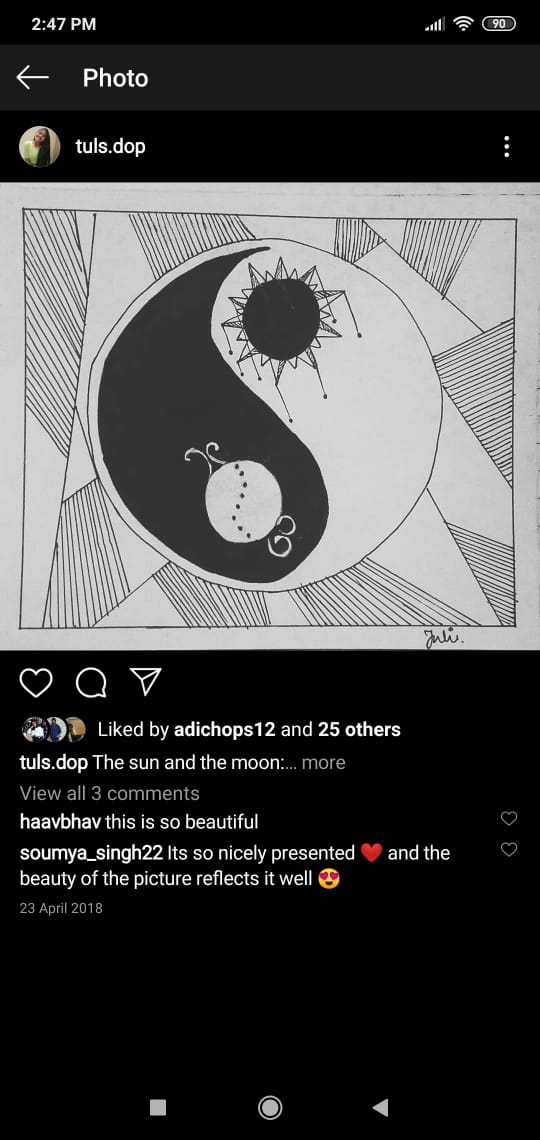 2:47 PM
90
Photo
tuls.dop
Liked by adichops12 and 25 others
tuls.dop The sun and the moon:... more
View all 3 comments
haavbhav this is so beautiful
soumya_singh22 Its so nicely presented ❤️ and the
beauty of the picture reflects it well 😍
23 April 2018